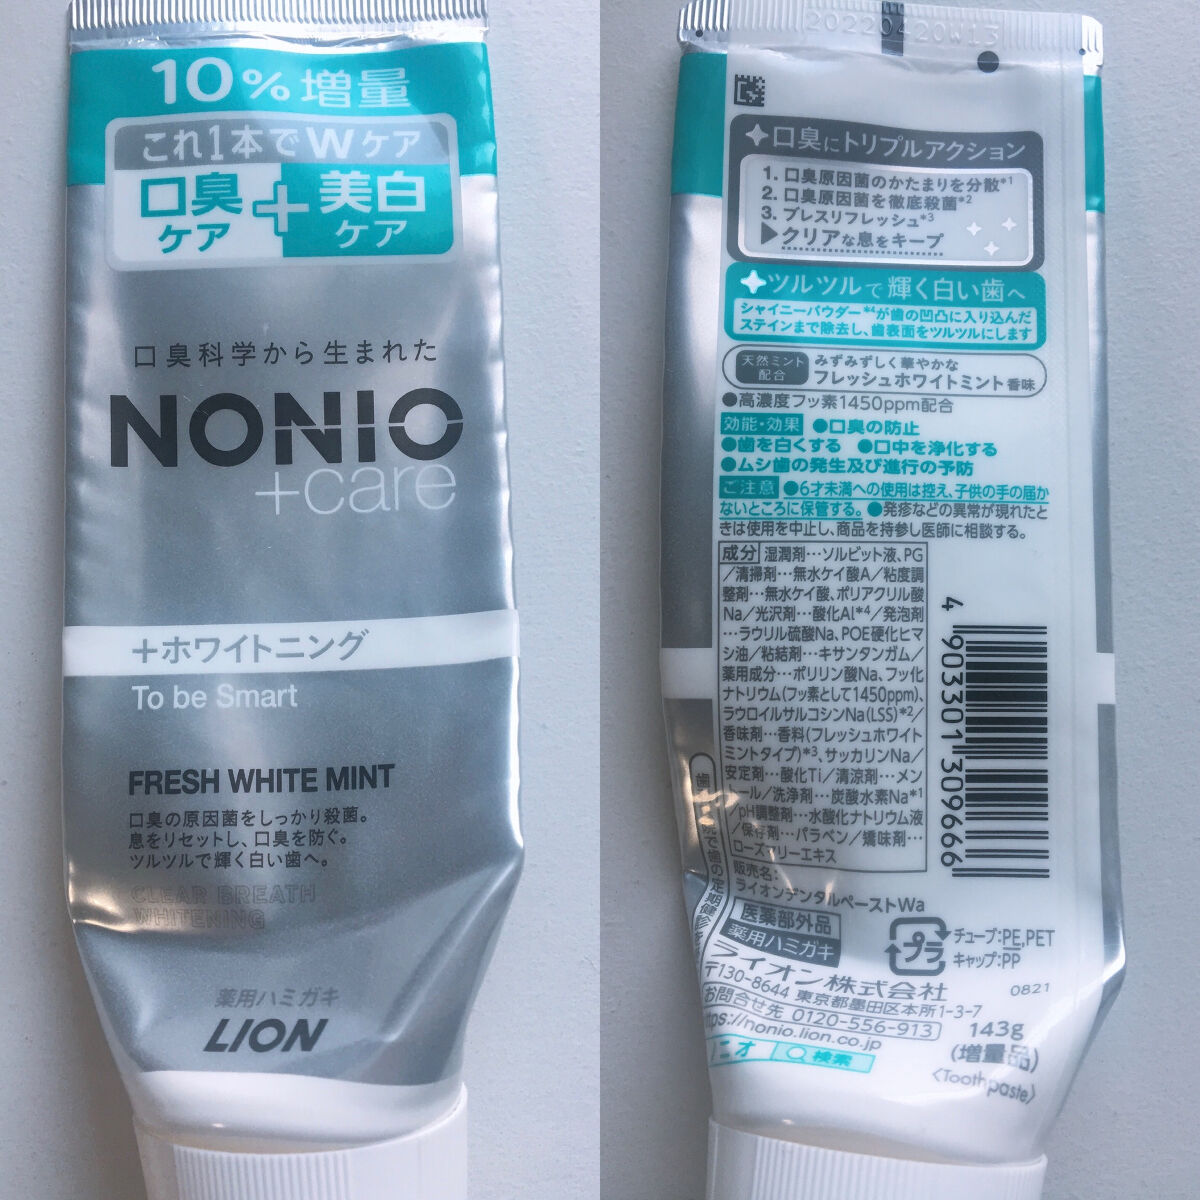 10%増量
これ1本でWケア
口臭ケア+美白ケア
口臭科学から生まれた
NONIO
+care
+ホワイトニング
To be Smart
FRESH WHITE MINT
口臭の原因菌をしっかり殺菌。
息をリセットし、口臭を防ぐ。
ツルツルで輝く白い歯へ。
CLEAR BREATH
WHITENING
薬用ハミガキ
LION
20220420W13
口臭にトリプルアクション
1. 口臭原因菌のかたまりを分散*1
2. 口臭原因菌を徹底殺菌*2
3. ブレスリフレッシュ*3
▶クリアな息をキープ
ツルツルで輝く白い歯へ
シャイニーパウダー*4が歯の凹凸に入り込んだ
ステインまで除去し、歯表面をツルツルにします
天然ミント配合 みずみずしく華やかな
フレッシュホワイトミント香味
●高濃度フッ素1450ppm配合
効能・効果 ●口臭の防止
●歯を白くする ●口中を浄化する
●ムシ歯の発生及び進行の予防
ご注意 ●6才未満への使用は控え、子供の手の届か
ないところに保管する。●発疹などの異常が現れたと
きは使用を中止し、商品を持参し医師に相談する。
成分 湿潤剤…ソルビット液、PG
/清掃剤…無水ケイ酸A/粘度調
整剤…無水ケイ酸、ポリアクリル酸
Na/光沢剤…酸化Al*4/発泡剤
…ラウリル硫酸Na、POE硬化ヒマ
シ油/粘結剤…キサンタンガム/
薬用成分…ポリリン酸Na、フッ化
ナトリウム(フッ素として1450ppm)、
ラウロイルサルコシンNa(LSS)*2/
香味剤…香料(フレッシュホワイト
ミントタイプ)*3、サッカリンNa/
安定剤…酸化Ti/清涼剤…メン
トール/洗浄剤…炭酸水素Na*1
/pH調整剤…水酸化ナトリウム液
/保存剤…パラベン/矯味剤…
ローズマリーエキス
4 903301 309666
販売名:
ライオンデンタルペーストWa
医薬部外品
薬用ハミガキ
プラ
チューブ:PE,PET
キャップ:PP
で歯の定期健診を
ライオン株式会社
〒130-8644 東京都墨田区本所1-3-7
0821
お問合せ先 0120-556-913
ttps://nonio.lion.co.jp
ニオ 検索
143g
(増量品)
〈Toothpaste〉